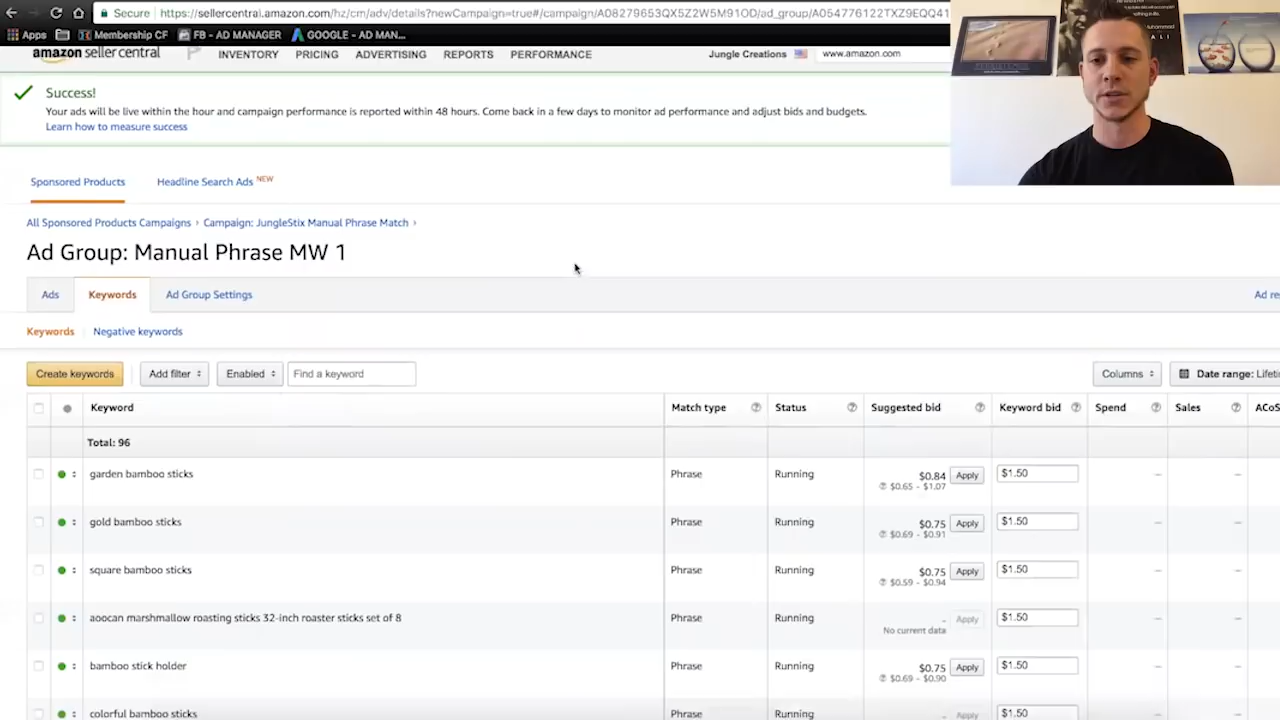 Secure https://sellercentral.amazon.com/hz/cm/adv/details?newCampaign=true#/campaign/A08279653QX5Z2W5M91OD/ad_group/A054776122TXZ9EQQ41
Apps Membership CF FB - AD MANAGER GOOGLE - AD MAN...
amazon seller central INVENTORY PRICING ADVERTISING REPORTS PERFORMANCE Jungle Creations www.amazon.com
ALI
Success!
Your ads will be live within the hour and campaign performance is reported within 48 hours. Come back in a few days to monitor ad performance and adjust bids and budgets.
Learn how to measure success
Sponsored Products Headline Search Ads NEW
All Sponsored Products Campaigns › Campaign: JungleStix Manual Phrase Match ›
Ad Group: Manual Phrase MW 1
Ads Keywords Ad Group Settings Ad re
Keywords Negative keywords
Create keywords Add filter Enabled Find a keyword Columns Date range: Lifeti
Keyword Match type Status Suggested bid Keyword bid Spend Sales ACoS
Total: 96
garden bamboo sticks Phrase Running $0.84 Apply $1.50 – –
$0.65 - $1.07
gold bamboo sticks Phrase Running $0.75 Apply $1.50 – –
$0.69 - $0.91
square bamboo sticks Phrase Running $0.75 Apply $1.50 – –
$0.59 - $0.94
aoocan marshmallow roasting sticks 32-inch roaster sticks set of 8 Phrase Running - Apply $1.50 – –
No current data
bamboo stick holder Phrase Running $0.75 Apply $1.50 – –
$0.69 - $0.90
colorful bamboo sticks Phrase Running - Apply $1.50 – –